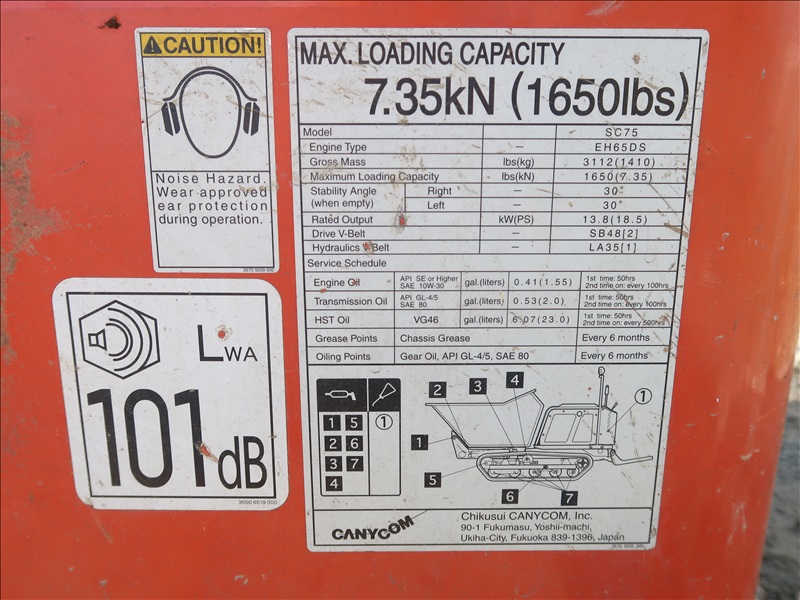 CAUTION!
Noise Hazard.
Wear approved
ear protection
during operation.
3570 5039 000
LWA
101dB
3550 6519 000
MAX. LOADING CAPACITY
7.35kN (1650lbs)
Model SC75
Engine Type — EH65DS
Gross Mass lbs(kg) 3112(1410)
Maximum Loading Capacity lbs(kN) 1650(7.35)
Stability Angle Right — 30°
(when empty) Left — 30°
Rated Output kW(PS) 13.8(18.5)
Drive V-Belt — SB48[2]
Hydraulics V-Belt — LA35[1]
Service Schedule
Engine Oil API SE or Higher SAE 10W-30 gal.(liters) 0.41(1.55) 1st time: 50hrs 2nd time on: every 100hrs
Transmission Oil API GL-4/5 SAE 80 gal.(liters) 0.53(2.0) 1st time: 50hrs 2nd time on: every 100hrs
HST Oil VG46 gal.(liters) 6.07(23.0) 1st time: 50hrs 2nd time on: every 500hrs
Grease Points Chassis Grease Every 6 months
Oiling Points Gear Oil, API GL-4/5, SAE 80 Every 6 months
1 5 ①
2 6
3 7
4
2 3 4 ①
1
5
6 7
CANYCOM
Chikusui CANYCOM, Inc.
90-1 Fukumasu, Yoshii-machi,
Ukiha-City, Fukuoka 839-1396, Japan